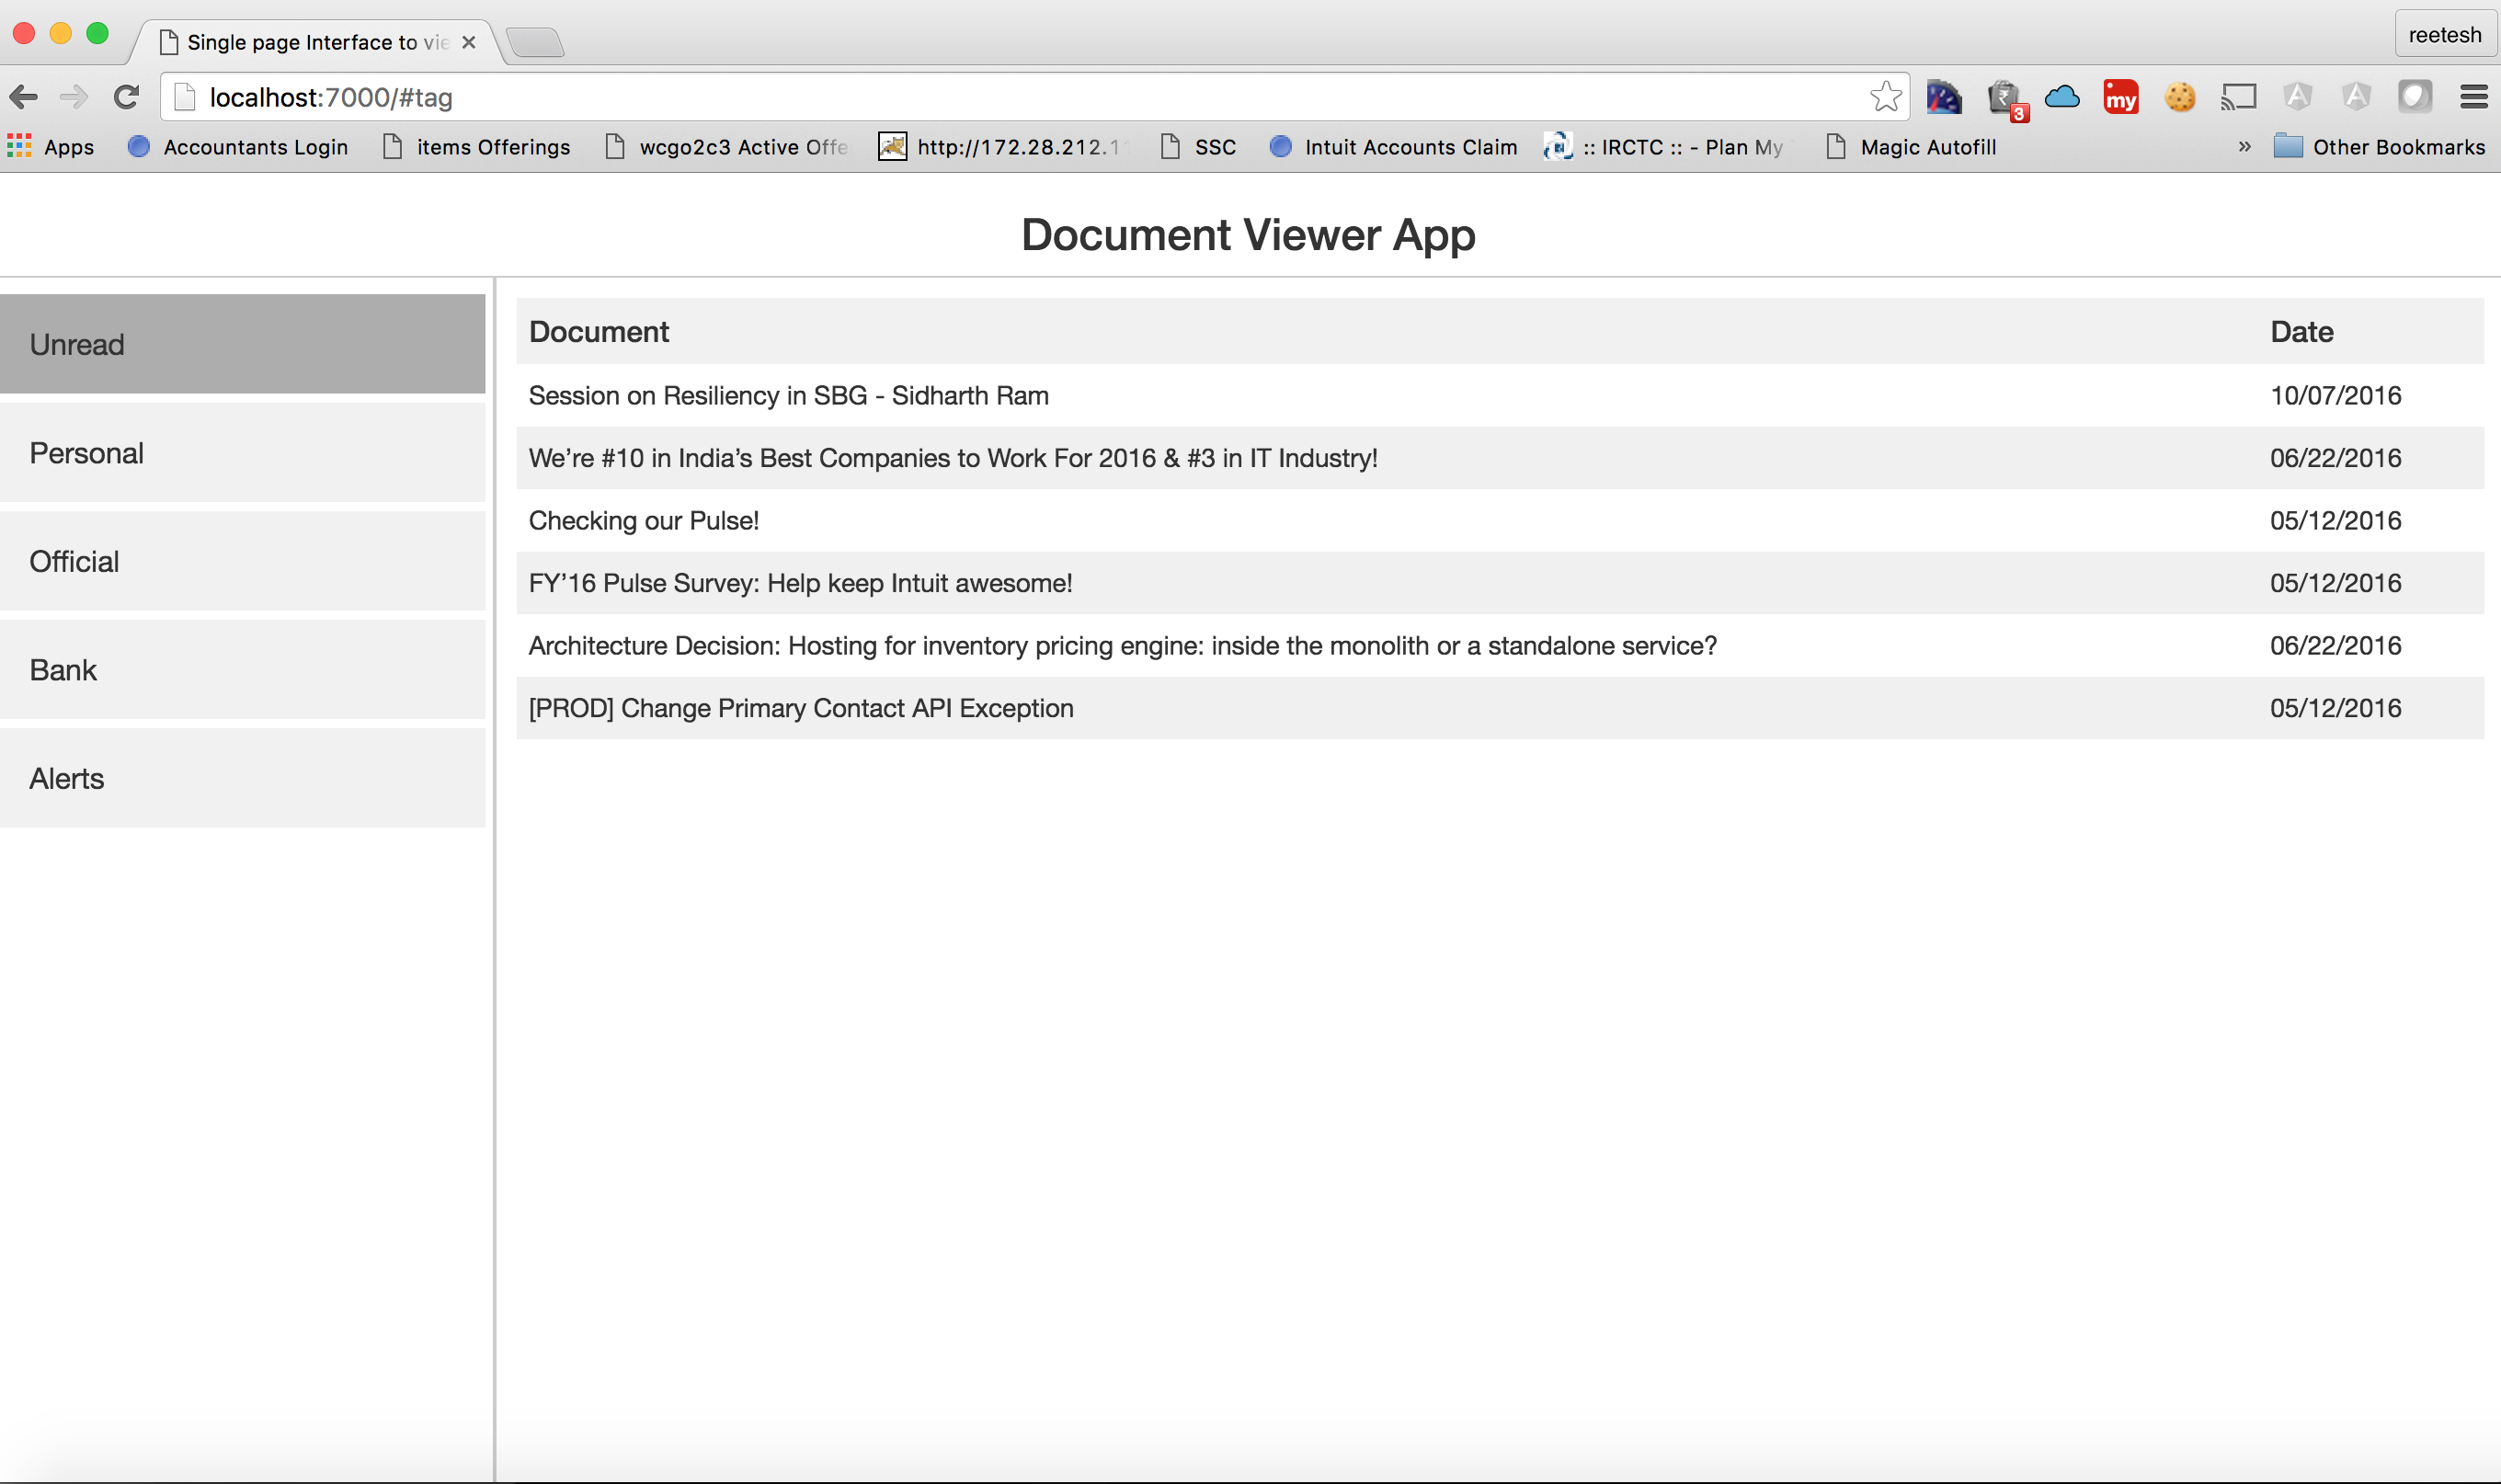 Single page Interface to vie
reetesh
localhost:7000/#tag
3
my
Apps
Accountants Login
items Offerings
wcgo2c3 Active Offe
http://172.28.212.1
SSC
Intuit Accounts Claim
:: IRCTC :: - Plan My
Magic Autofill
»
Other Bookmarks
Document Viewer App
Unread
Personal
Official
Bank
Alerts
Document Date
Session on Resiliency in SBG - Sidharth Ram 10/07/2016
We’re #10 in India’s Best Companies to Work For 2016 & #3 in IT Industry! 06/22/2016
Checking our Pulse! 05/12/2016
FY’16 Pulse Survey: Help keep Intuit awesome! 05/12/2016
Architecture Decision: Hosting for inventory pricing engine: inside the monolith or a standalone service? 06/22/2016
[PROD] Change Primary Contact API Exception 05/12/2016